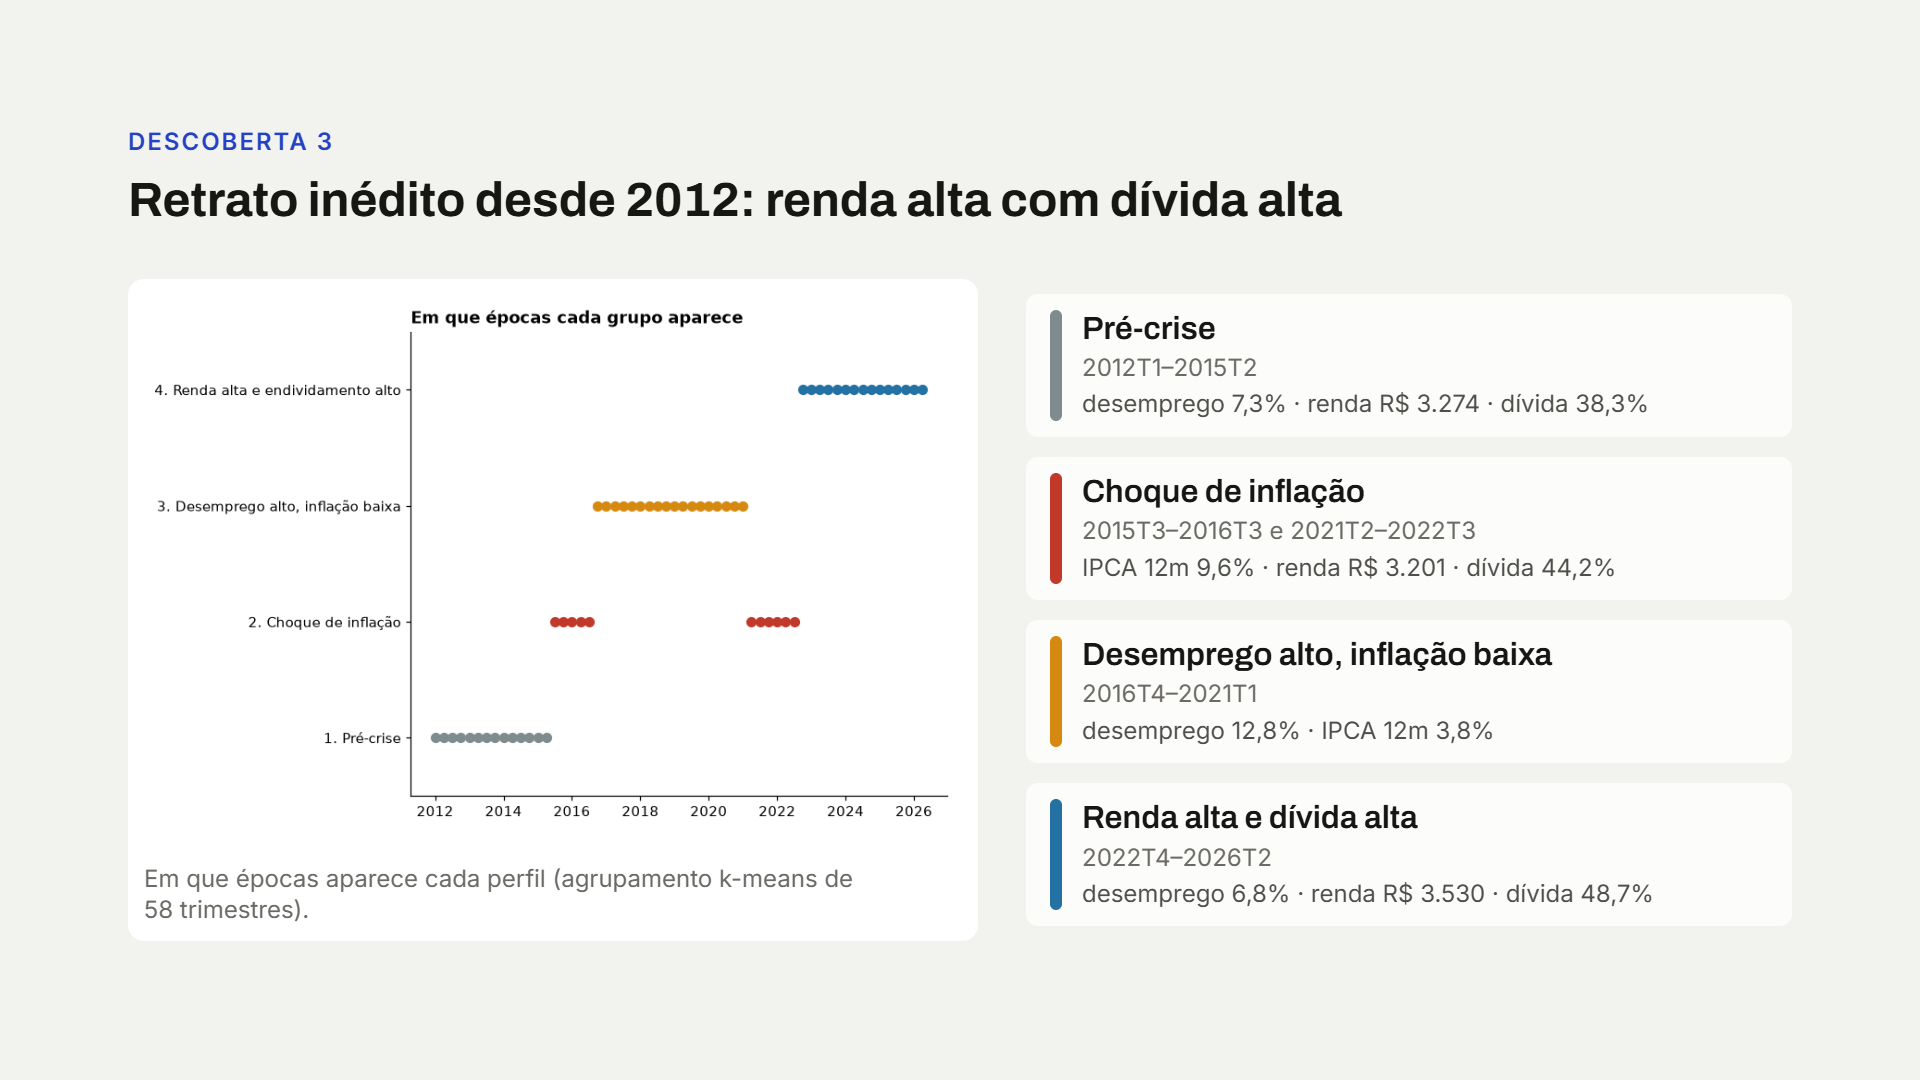 DESCOBERTA 3
Retrato inédito desde 2012: renda alta com dívida alta
Em que épocas cada grupo aparece
4. Renda alta e endividamento alto
3. Desemprego alto, inflação baixa
2. Choque de inflação
1. Pré-crise
2012 2014 2016 2018 2020 2022 2024 2026
Em que épocas aparece cada perfil (agrupamento k-means de
58 trimestres).
Pré-crise
2012T1–2015T2
desemprego 7,3% · renda R$ 3.274 · dívida 38,3%
Choque de inflação
2015T3–2016T3 e 2021T2–2022T3
IPCA 12m 9,6% · renda R$ 3.201 · dívida 44,2%
Desemprego alto, inflação baixa
2016T4–2021T1
desemprego 12,8% · IPCA 12m 3,8%
Renda alta e dívida alta
2022T4–2026T2
desemprego 6,8% · renda R$ 3.530 · dívida 48,7%